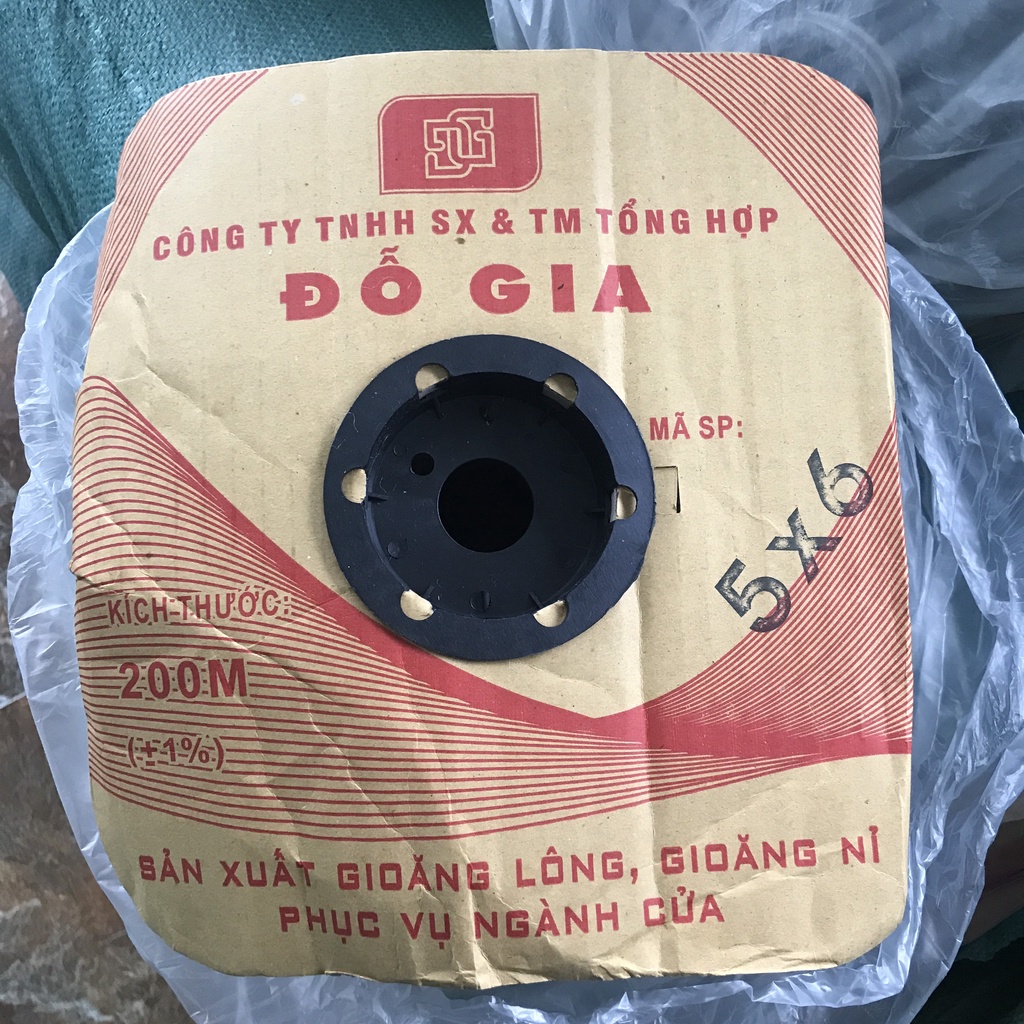 ĐG
CÔNG TY TNHH SX & TM TỔNG HỢP
ĐỖ GIA
MÃ SP:
5x6
KÍCH-THƯỚC:
200M
(±1%)
SẢN XUẤT GIOĂNG LÔNG, GIOĂNG NỈ
PHỤC VỤ NGÀNH CỬA